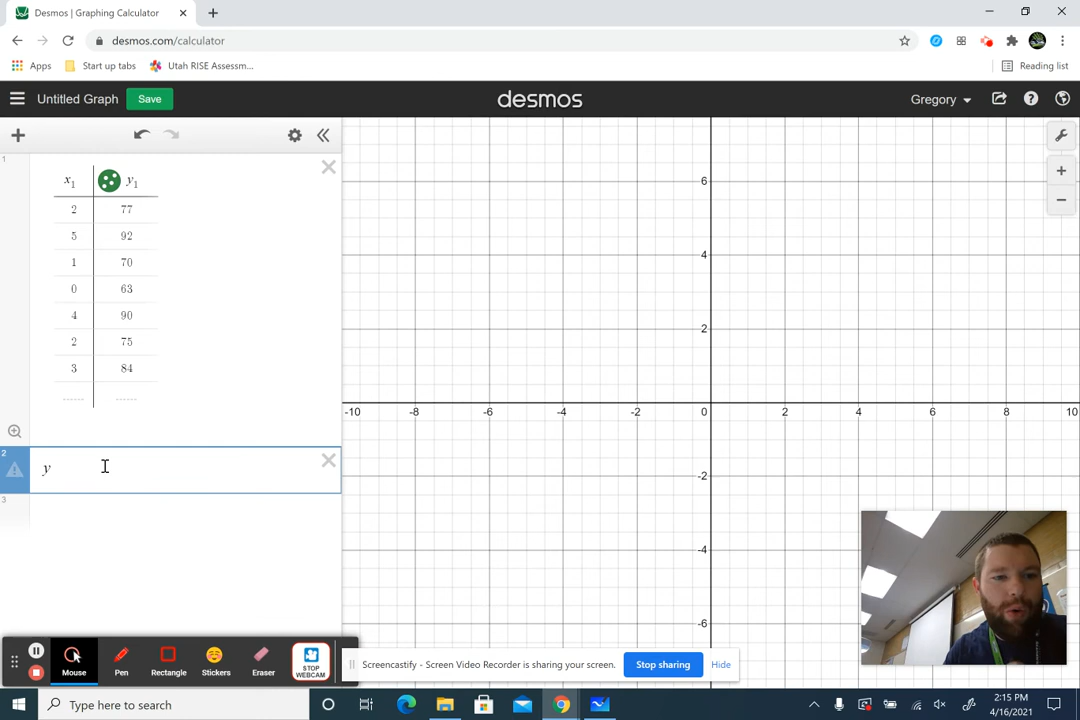 Desmos | Graphing Calculator
desmos.com/calculator
Apps
Start up tabs
Utah RISE Assessm...
Reading list
Untitled Graph
Save
desmos
Gregory
1
x₁ y₁
2 77
5 92
1 70
0 63
4 90
2 75
3 84
2
y
3
6
4
2
-10 -8 -6 -4 -2 0 2 4 6 8 10
-2
-4
-6
Mouse
Pen
Rectangle
Stickers
Eraser
STOP
WEBCAM
Screencastify - Screen Video Recorder is sharing your screen.
Stop sharing
Hide
Type here to search
2:15 PM
4/16/2021